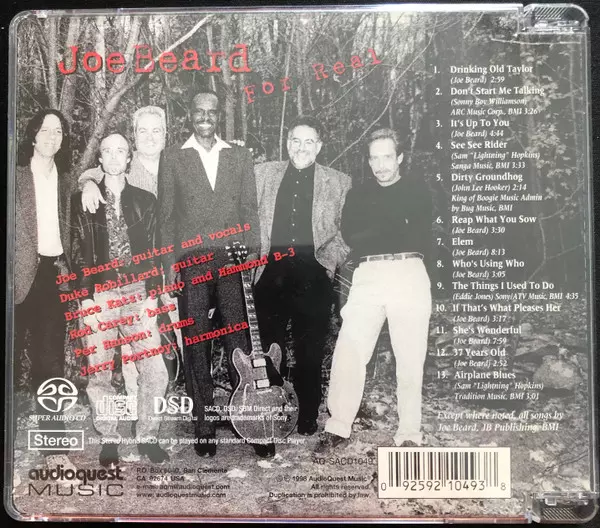 Joe Beard
For Real
1. Drinking Old Taylor
(Joe Beard) 2:59
2. Don't Start Me Talking
(Sonny Boy Williamson)
ARC Music Corp., BMI 3:26
3. It's Up To You
(Joe Beard) 4:44
4. See See Rider
(Sam "Lightning" Hopkins)
Sanga Music, BMI 3:33
5. Dirty Groundhog
(John Lee Hooker) 2:14
King of Boogie Music Admin
by Bug Music, BMI
6. Reap What You Sow
(Joe Beard) 3:30
7. Elem
(Joe Beard) 8:13
8. Who's Using Who
(Joe Beard) 3:05
9. The Things I Used To Do
(Eddie Jones) Sony/ATV Music, BMI 4:35
10. If That's What Pleases Her
(Joe Beard) 3:17
11. She's Wonderful
(Joe Beard) 7:59
12. 37 Years Old
(Joe Beard) 2:52
13. Airplane Blues
(Sam "Lightning" Hopkins)
Tradition Music, BMI 3:01
Except where noted, all songs by
Joe Beard, JB Publishing, BMI
Joe Beard: guitar and vocals
Duke Robillard: guitar
Bruce Katz: piano and Hammond B-3
Rod Carey: bass
Per Hanson: drums
Jerry Portnoy: harmonica
SUPER AUDIO CD
COMPACT disc DIGITAL AUDIO
DSD
Direct Stream Digital
SACD, DSD, SBM Direct and their
logos are trademarks of Sony.
Stereo
This Stereo Hybrid SACD can be played on any standard Compact Disc Player.
audioquest
MUSIC
San Clemente
CA 92674 USA
www.audioquestmusic.com
AQ-SACD1049
© 1998 AudioQuest Music.
All rights reserved.
Duplication is prohibited by law.
0 92592 10493 8